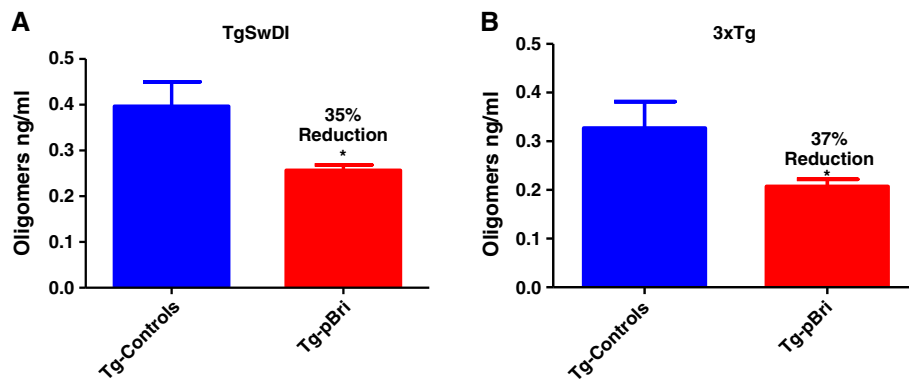 A
TgSwDI
Oligomers ng/ml
0.5
0.4
0.3
0.2
0.1
0.0
35%
Reduction
*
Tg-Controls
Tg-pBri
B
3xTg
Oligomers ng/ml
0.5
0.4
0.3
0.2
0.1
0.0
37%
Reduction
*
Tg-Controls
Tg-pBri